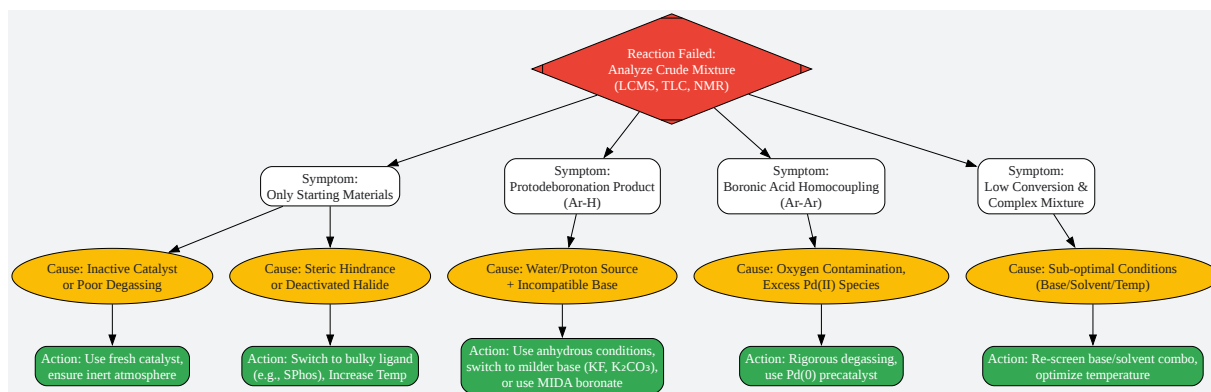 Reaction Failed:
Analyze Crude Mixture
(LCMS, TLC, NMR)
Symptom:
Only Starting Materials
Symptom:
Protodeboronation Product
(Ar-H)
Symptom:
Boronic Acid Homocoupling
(Ar-Ar)
Symptom:
Low Conversion &
Complex Mixture
Cause: Inactive Catalyst
or Poor Degassing
Cause: Steric Hindrance
or Deactivated Halide
Cause: Water/Proton Source
+ Incompatible Base
Cause: Oxygen Contamination,
Excess Pd(II) Species
Cause: Sub-optimal Conditions
(Base/Solvent/Temp)
Action: Use fresh catalyst,
ensure inert atmosphere
Action: Switch to bulky ligand
(e.g., SPhos), Increase Temp
Action: Use anhydrous conditions,
switch to milder base (KF, K₂CO₃),
or use MIDA boronate
Action: Rigorous degassing,
use Pd(0) precatalyst
Action: Re-screen base/solvent combo,
optimize temperature